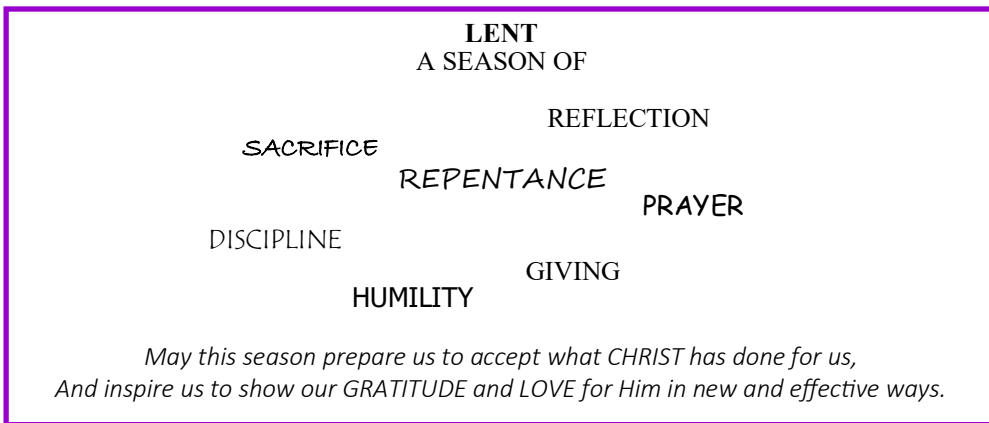 LENT
A SEASON OF
REFLECTION
SACRIFICE
REPENTANCE
PRAYER
DISCIPLINE
GIVING
HUMILITY
May this season prepare us to accept what CHRIST has done for us,
And inspire us to show our GRATITUDE and LOVE for Him in new and effective ways.